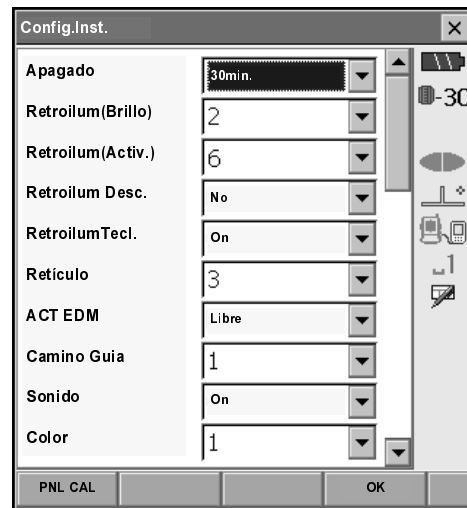 Config.Inst.
Apagado 30min.
Retroilum(Brillo) 2
Retroilum(Activ.) 6
Retroilum Desc. No
RetroilumTecl. On
Retículo 3
ACT EDM Libre
Camino Guia 1
Sonido On
Color 1
-30
1
PNL CAL OK